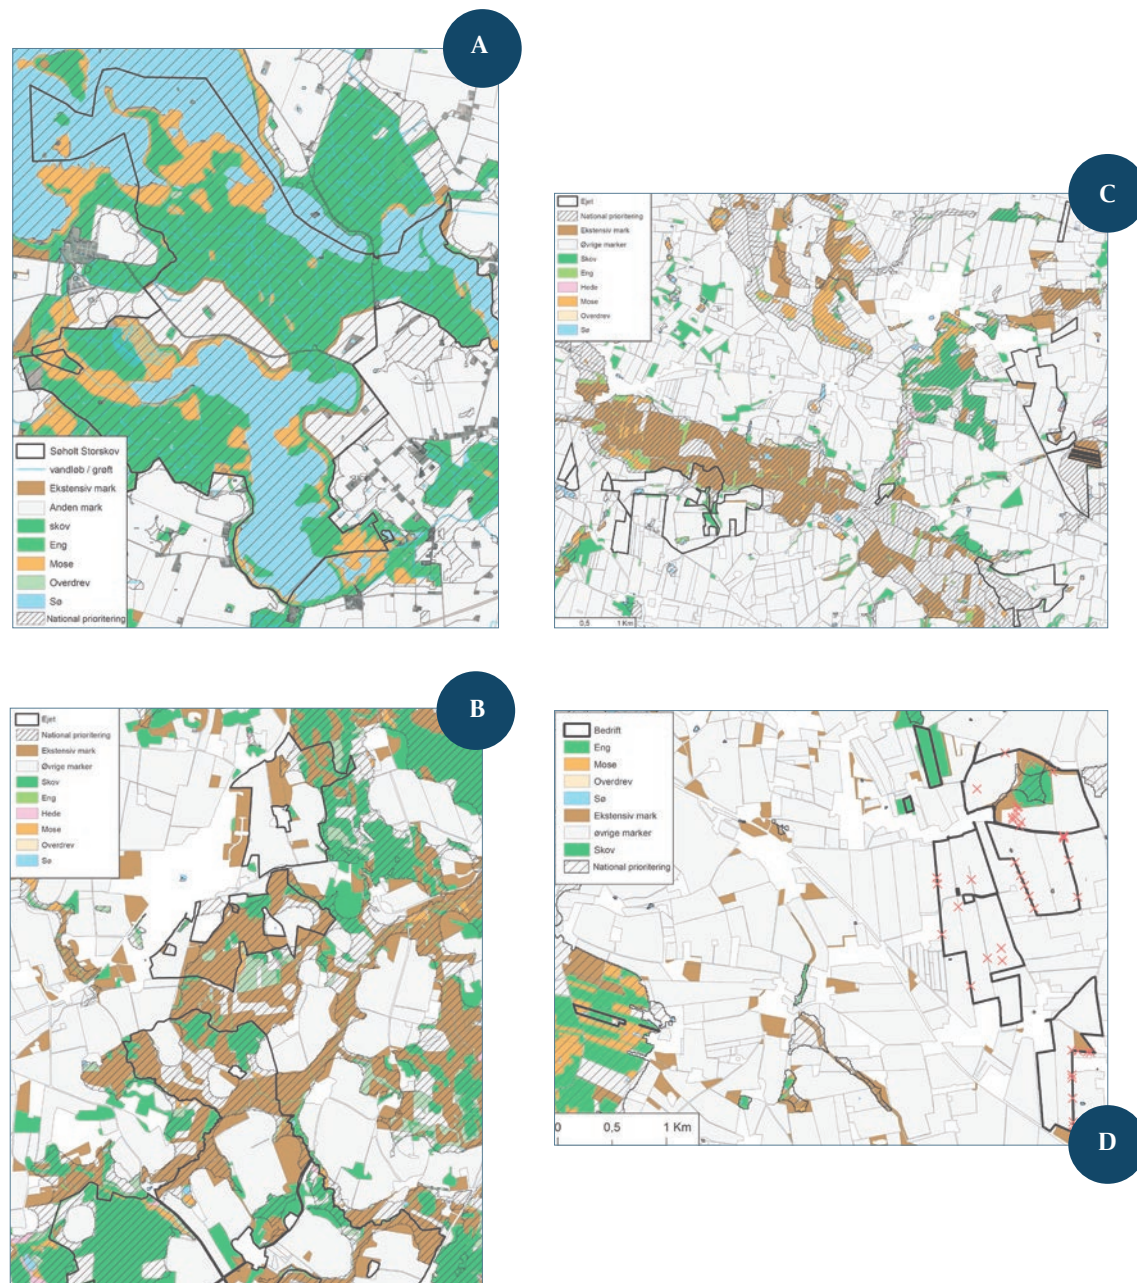 A
Søholt Storskov
vandløb / grøft
Ekstensiv mark
Anden mark
skov
Eng
Mose
Overdrev
Sø
National prioritering
B
Ejet
National prioritering
Ekstensiv mark
Øvrige marker
Skov
Eng
Hede
Mose
Overdrev
Sø
C
Ejet
National prioritering
Ekstensiv mark
Øvrige marker
Skov
Eng
Hede
Mose
Overdrev
Sø
0,5 1 Km
D
Bedrift
Eng
Mose
Overdrev
Sø
Ekstensiv mark
øvrige marker
Skov
National prioritering
0 0,5 1 Km